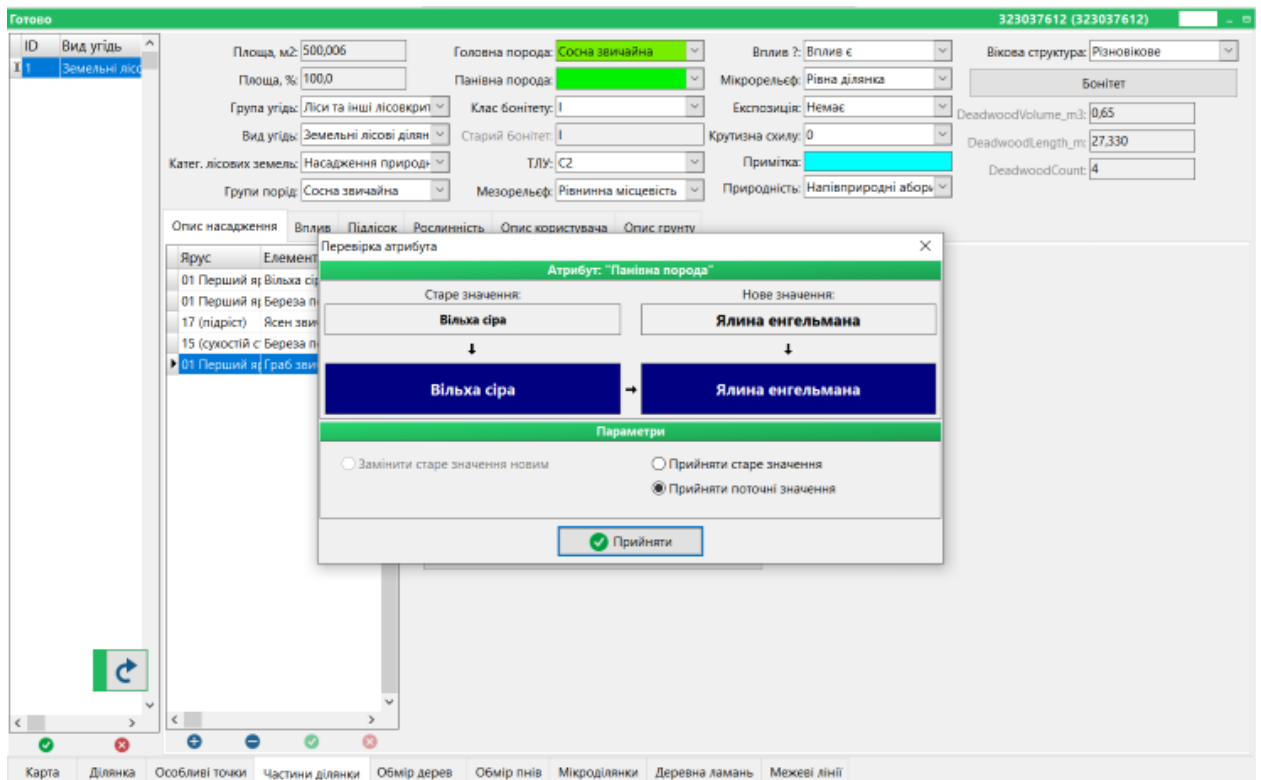 Готово 323037612 (323037612)
ID Вид угідь
1 Земельні лісо
Площа, м2: 500,006
Площа, %: 100,0
Група угідь: Ліси та інші лісовкрит
Вид угідь: Земельні лісові ділян
Катег. лісових земель: Насадження природн
Групи порід: Сосна звичайна
Головна порода: Сосна звичайна
Панівна порода:
Клас бонітету: I
Старий бонітет: I
ТЛУ: C2
Мезорельєф: Рівнинна місцевість
Вплив ?: Вплив є
Мікрорельєф: Рівна ділянка
Експозиція: Немає
Крутизна схилу: 0
Примітка:
Природність: Напівприродні абори
Вікова структура: Різновікове
Бонітет
DeadwoodVolume_m3: 0,65
DeadwoodLength_m: 27,330
DeadwoodCount: 4
Опис насадження Вплив Підлісок Рослинність Опис користувача Опис грунту
Ярус Елемент
01 Перший яр Вільха сір
01 Перший яр Береза п
17 (підріст) Ясен зви
15 (сухостій с Береза п
01 Перший яр Граб зви
Перевірка атрибута
Атрибут: "Панівна порода"
Старе значення: Нове значення:
Вільха сіра Ялина енгельмана
Вільха сіра → Ялина енгельмана
Параметри
Замінити старе значення новим
Прийняти старе значення
Прийняти поточні значення
Прийняти
Карта Ділянка Особливі точки Частини ділянки Обмір дерев Обмір пнів Мікроділянки Деревна ламань Межеві лінії